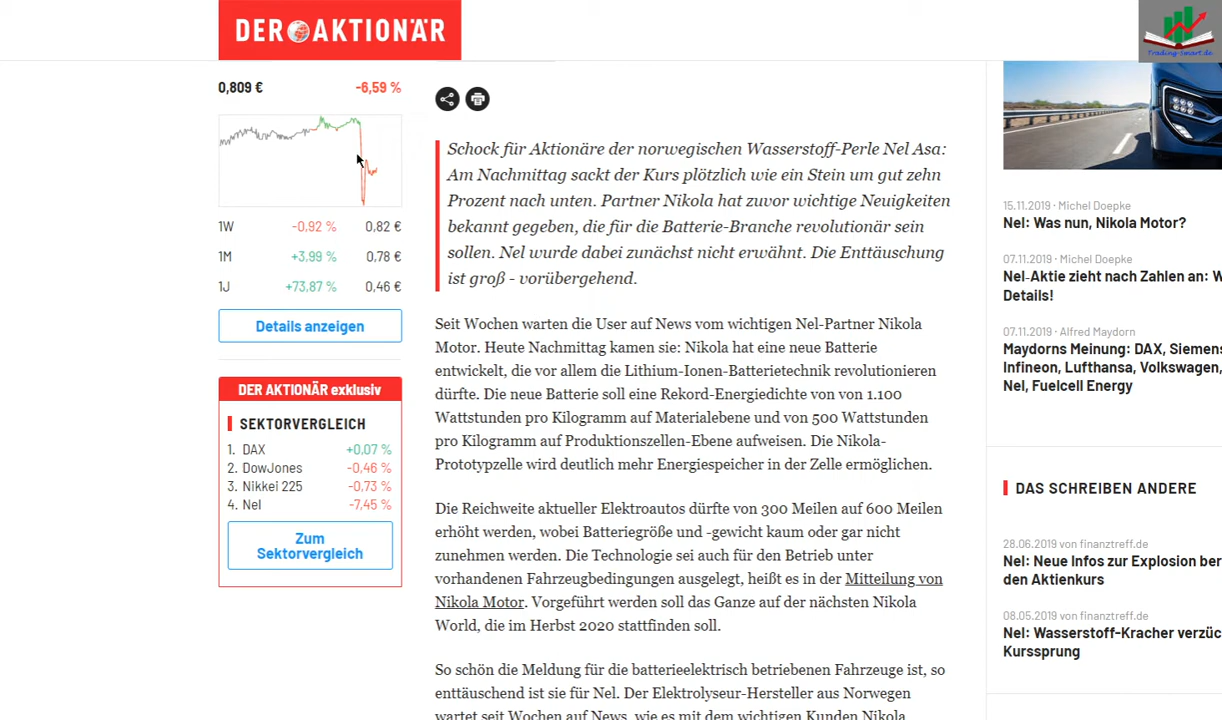 DER AKTIONÄR
Trading-Smart.de
0,809 € -6,59 %
1W -0,92 % 0,82 €
1M +3,99 % 0,78 €
1J +73,87 % 0,46 €
Details anzeigen
DER AKTIONÄR exklusiv
SEKTORVERGLEICH
1. DAX +0,07 %
2. DowJones -0,46 %
3. Nikkei 225 -0,73 %
4. Nel -7,45 %
Zum
Sektorvergleich
Schock für Aktionäre der norwegischen Wasserstoff-Perle Nel Asa:
Am Nachmittag sackt der Kurs plötzlich wie ein Stein um gut zehn
Prozent nach unten. Partner Nikola hat zuvor wichtige Neuigkeiten
bekannt gegeben, die für die Batterie-Branche revolutionär sein
sollen. Nel wurde dabei zunächst nicht erwähnt. Die Enttäuschung
ist groß - vorübergehend.
Seit Wochen warten die User auf News vom wichtigen Nel-Partner Nikola
Motor. Heute Nachmittag kamen sie: Nikola hat eine neue Batterie
entwickelt, die vor allem die Lithium-Ionen-Batterietechnik revolutionieren
dürfte. Die neue Batterie soll eine Rekord-Energiedichte von von 1.100
Wattstunden pro Kilogramm auf Materialebene und von 500 Wattstunden
pro Kilogramm auf Produktionszellen-Ebene aufweisen. Die Nikola-
Prototypzelle wird deutlich mehr Energiespeicher in der Zelle ermöglichen.
Die Reichweite aktueller Elektroautos dürfte von 300 Meilen auf 600 Meilen
erhöht werden, wobei Batteriegröße und -gewicht kaum oder gar nicht
zunehmen werden. Die Technologie sei auch für den Betrieb unter
vorhandenen Fahrzeugbedingungen ausgelegt, heißt es in der Mitteilung von
Nikola Motor. Vorgeführt werden soll das Ganze auf der nächsten Nikola
World, die im Herbst 2020 stattfinden soll.
So schön die Meldung für die batterieelektrisch betriebenen Fahrzeuge ist, so
enttäuschend ist sie für Nel. Der Elektrolyseur-Hersteller aus Norwegen
wartet seit Wochen auf News, wie es mit dem wichtigen Kunden Nikola
15.11.2019 · Michel Doepke
Nel: Was nun, Nikola Motor?
07.11.2019 · Michel Doepke
Nel-Aktie zieht nach Zahlen an: W
Details!
07.11.2019 · Alfred Maydorn
Maydorns Meinung: DAX, Siemens
Infineon, Lufthansa, Volkswagen,
Nel, Fuelcell Energy
DAS SCHREIBEN ANDERE
28.06.2019 von finanztreff.de
Nel: Neue Infos zur Explosion ber
den Aktienkurs
08.05.2019 von finanztreff.de
Nel: Wasserstoff-Kracher verzüc
Kurssprung